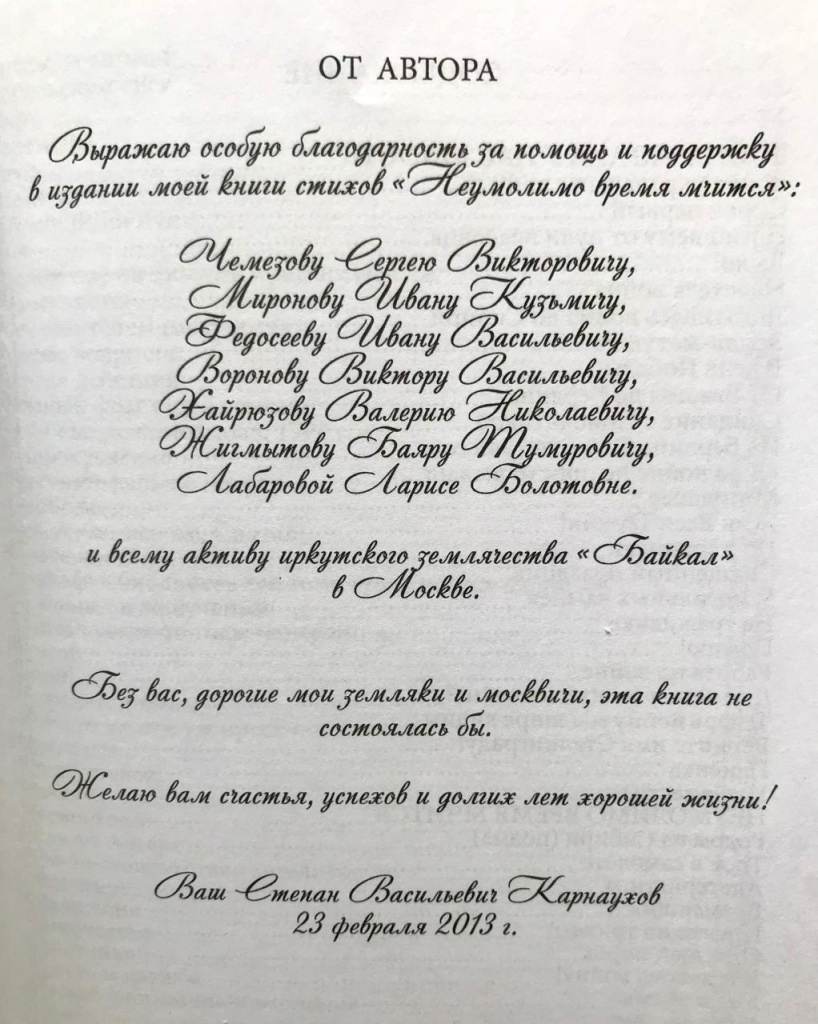 ОТ АВТОРА
Выражаю особую благодарность за помощь и поддержку
в издании моей книги стихов «Неумолимо время мчится»:
Чемезову Сергею Викторовичу,
Миронову Ивану Кузьмичу,
Федосееву Ивану Васильевичу,
Воронову Виктору Васильевичу,
Хайрюзову Валерию Николаевичу,
Жигмытову Баяру Тумуровичу,
Лабаровой Ларисе Болотовне.
и всему активу иркутского землячества «Байкал»
в Москве.
Без вас, дорогие мои земляки и москвичи, эта книга не
состоялась бы.
Желаю вам счастья, успехов и долгих лет хорошей жизни!
Ваш Степан Васильевич Карнаухов
23 февраля 2013 г.